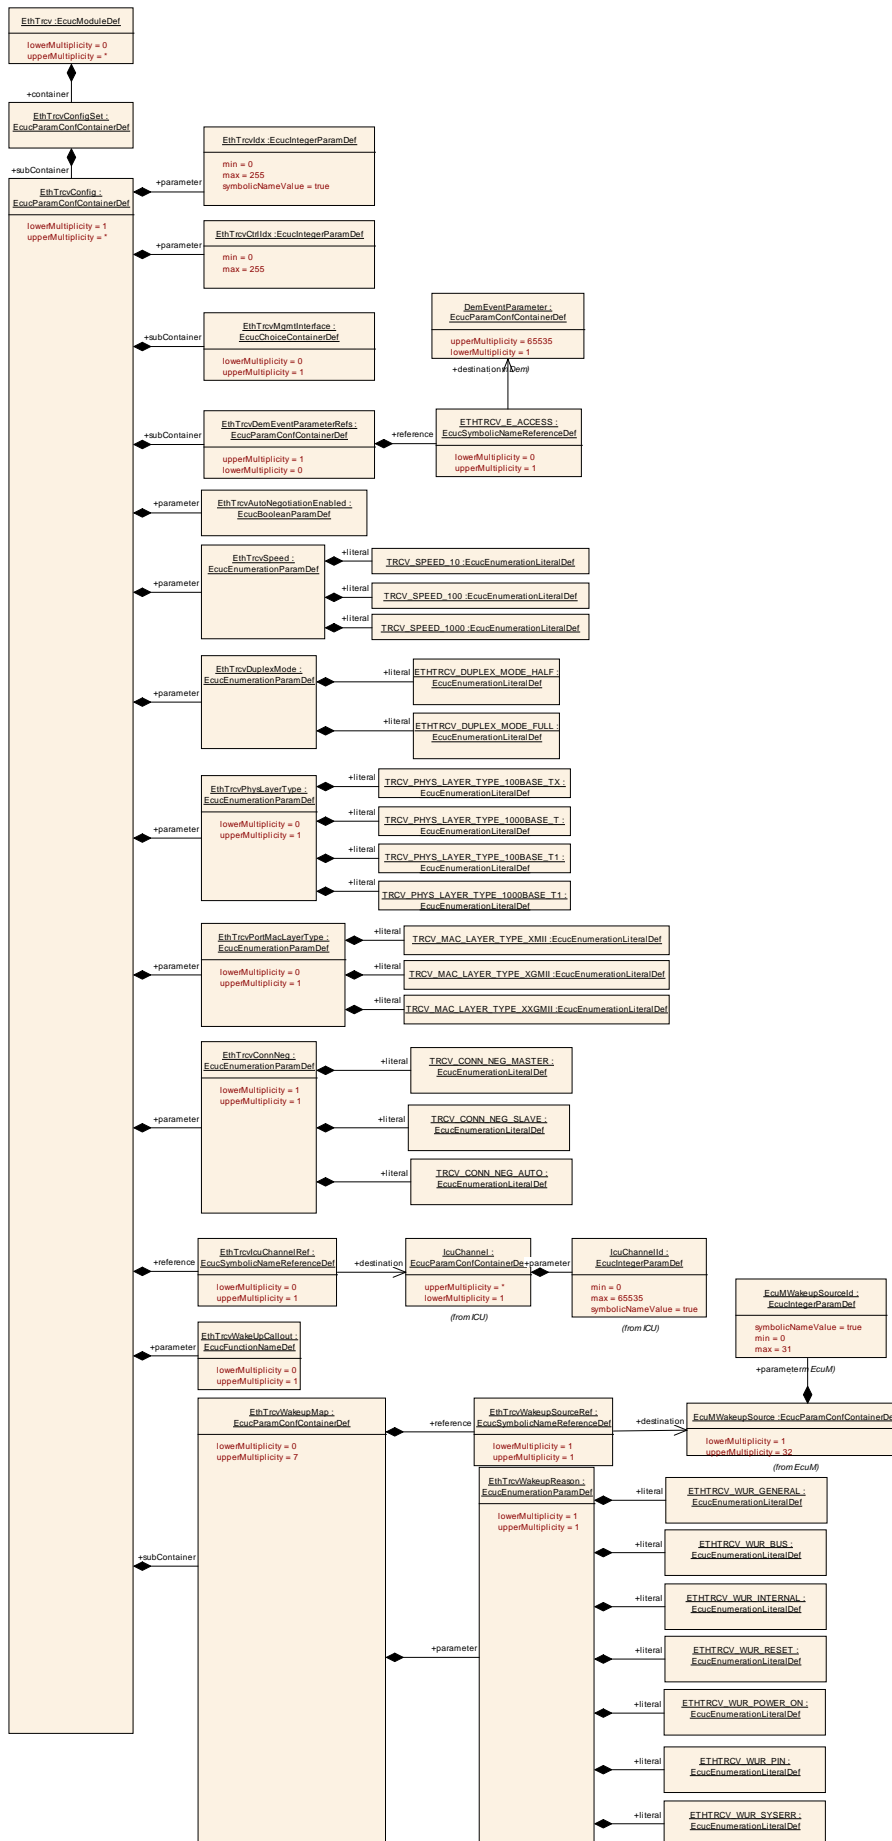 EthTrcv :EcucModuleDef
lowerMultiplicity = 0
upperMultiplicity = *
+container
EthTrcvConfigSet :
EcucParamConfContainerDef
+subContainer
EthTrcvConfig :
EcucParamConfContainerDef
lowerMultiplicity = 1
upperMultiplicity = *
+parameter
EthTrcvIdx :EcucIntegerParamDef
min = 0
max = 255
symbolicNameValue = true
+parameter
EthTrcvCtrlIdx :EcucIntegerParamDef
min = 0
max = 255
+subContainer
EthTrcvMgmtInterface :
EcucChoiceContainerDef
lowerMultiplicity = 0
upperMultiplicity = 1
DemEventParameter :
EcucParamConfContainerDef
upperMultiplicity = 65535
lowerMultiplicity = 1
+destination
+subContainer
EthTrcvDemEventParameterRefs :
EcucParamConfContainerDef
upperMultiplicity = 1
lowerMultiplicity = 0
+reference
ETHTRCV_E_ACCESS :
EcucSymbolicNameReferenceDef
lowerMultiplicity = 0
upperMultiplicity = 1
+parameter
EthTrcvAutoNegotiationEnabled :
EcucBooleanParamDef
+parameter
EthTrcvSpeed :
EcucEnumerationParamDef
+literal
TRCV_SPEED_10 :EcucEnumerationLiteralDef
+literal
TRCV_SPEED_100 :EcucEnumerationLiteralDef
+literal
TRCV_SPEED_1000 :EcucEnumerationLiteralDef
+parameter
EthTrcvDuplexMode :
EcucEnumerationParamDef
+literal
ETHTRCV_DUPLEX_MODE_HALF :
EcucEnumerationLiteralDef
+literal
ETHTRCV_DUPLEX_MODE_FULL :
EcucEnumerationLiteralDef
+parameter
EthTrcvPhysLayerType :
EcucEnumerationParamDef
lowerMultiplicity = 0
upperMultiplicity = 1
+literal
TRCV_PHYS_LAYER_TYPE_100BASE_TX :
EcucEnumerationLiteralDef
+literal
TRCV_PHYS_LAYER_TYPE_1000BASE_T :
EcucEnumerationLiteralDef
+literal
TRCV_PHYS_LAYER_TYPE_100BASE_T1 :
EcucEnumerationLiteralDef
+literal
TRCV_PHYS_LAYER_TYPE_1000BASE_T1 :
EcucEnumerationLiteralDef
+parameter
EthTrcvPortMacLayerType :
EcucEnumerationParamDef
lowerMultiplicity = 0
upperMultiplicity = 1
+literal
TRCV_MAC_LAYER_TYPE_XMII :EcucEnumerationLiteralDef
+literal
TRCV_MAC_LAYER_TYPE_XGMII :EcucEnumerationLiteralDef
+literal
TRCV_MAC_LAYER_TYPE_XXGMII :EcucEnumerationLiteralDef
+parameter
EthTrcvConnNeg :
EcucEnumerationParamDef
lowerMultiplicity = 1
upperMultiplicity = 1
+literal
TRCV_CONN_NEG_MASTER :
EcucEnumerationLiteralDef
+literal
TRCV_CONN_NEG_SLAVE :
EcucEnumerationLiteralDef
+literal
TRCV_CONN_NEG_AUTO :
EcucEnumerationLiteralDef
+reference
EthTrcvIcuChannelRef :
EcucSymbolicNameReferenceDef
lowerMultiplicity = 0
upperMultiplicity = 1
+destination
IcuChannel :
EcucParamConfContainerDe
upperMultiplicity = *
lowerMultiplicity = 1
(from ICU)
+parameter
IcuChannelId :
EcucIntegerParamDef
min = 0
max = 65535
symbolicNameValue = true
(from ICU)
EcuMWakeupSourceId :
EcucIntegerParamDef
symbolicNameValue = true
min = 0
max = 31
+parameter
EcuM)
+parameter
EthTrcvWakeUpCallout :
EcucFunctionNameDef
lowerMultiplicity = 0
upperMultiplicity = 1
+subContainer
EthTrcvWakeupMap :
EcucParamConfContainerDef
lowerMultiplicity = 0
upperMultiplicity = 7
+reference
EthTrcvWakeupSourceRef :
EcucSymbolicNameReferenceDef
lowerMultiplicity = 1
upperMultiplicity = 1
+destination
EcuMWakeupSource :EcucParamConfContainerDe
lowerMultiplicity = 1
upperMultiplicity = 32
(from EcuM)
+parameter
EthTrcvWakeupReason :
EcucEnumerationParamDef
lowerMultiplicity = 1
upperMultiplicity = 1
+literal
ETHTRCV_WUR_GENERAL :
EcucEnumerationLiteralDef
+literal
ETHTRCV_WUR_BUS :
EcucEnumerationLiteralDef
+literal
ETHTRCV_WUR_INTERNAL :
EcucEnumerationLiteralDef
+literal
ETHTRCV_WUR_RESET :
EcucEnumerationLiteralDef
+literal
ETHTRCV_WUR_POWER_ON :
EcucEnumerationLiteralDef
+literal
ETHTRCV_WUR_PIN :
EcucEnumerationLiteralDef
+literal
ETHTRCV_WUR_SYSERR :
EcucEnumerationLiteralDef